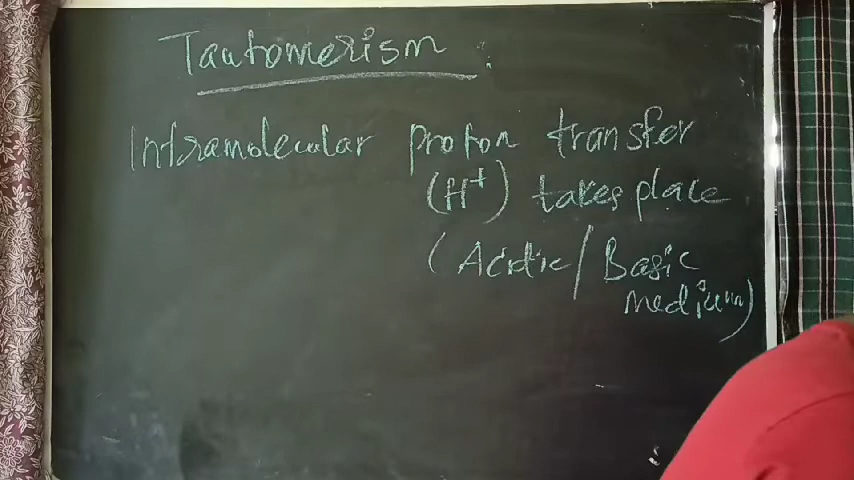 Tautomerism :
Intramolecular proton transfer
(H+) takes place
(Acidic/Basic
medium)